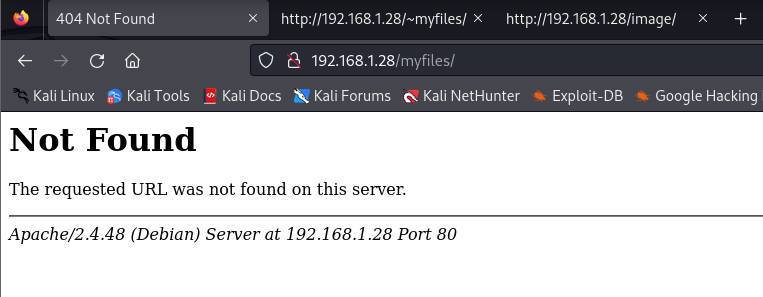 404 Not Found
http://192.168.1.28/~myfiles/
http://192.168.1.28/image/
192.168.1.28/myfiles/
Kali Linux
Kali Tools
Kali Docs
Kali Forums
Kali NetHunter
Exploit-DB
Google Hacking
Not Found
The requested URL was not found on this server.
Apache/2.4.48 (Debian) Server at 192.168.1.28 Port 80